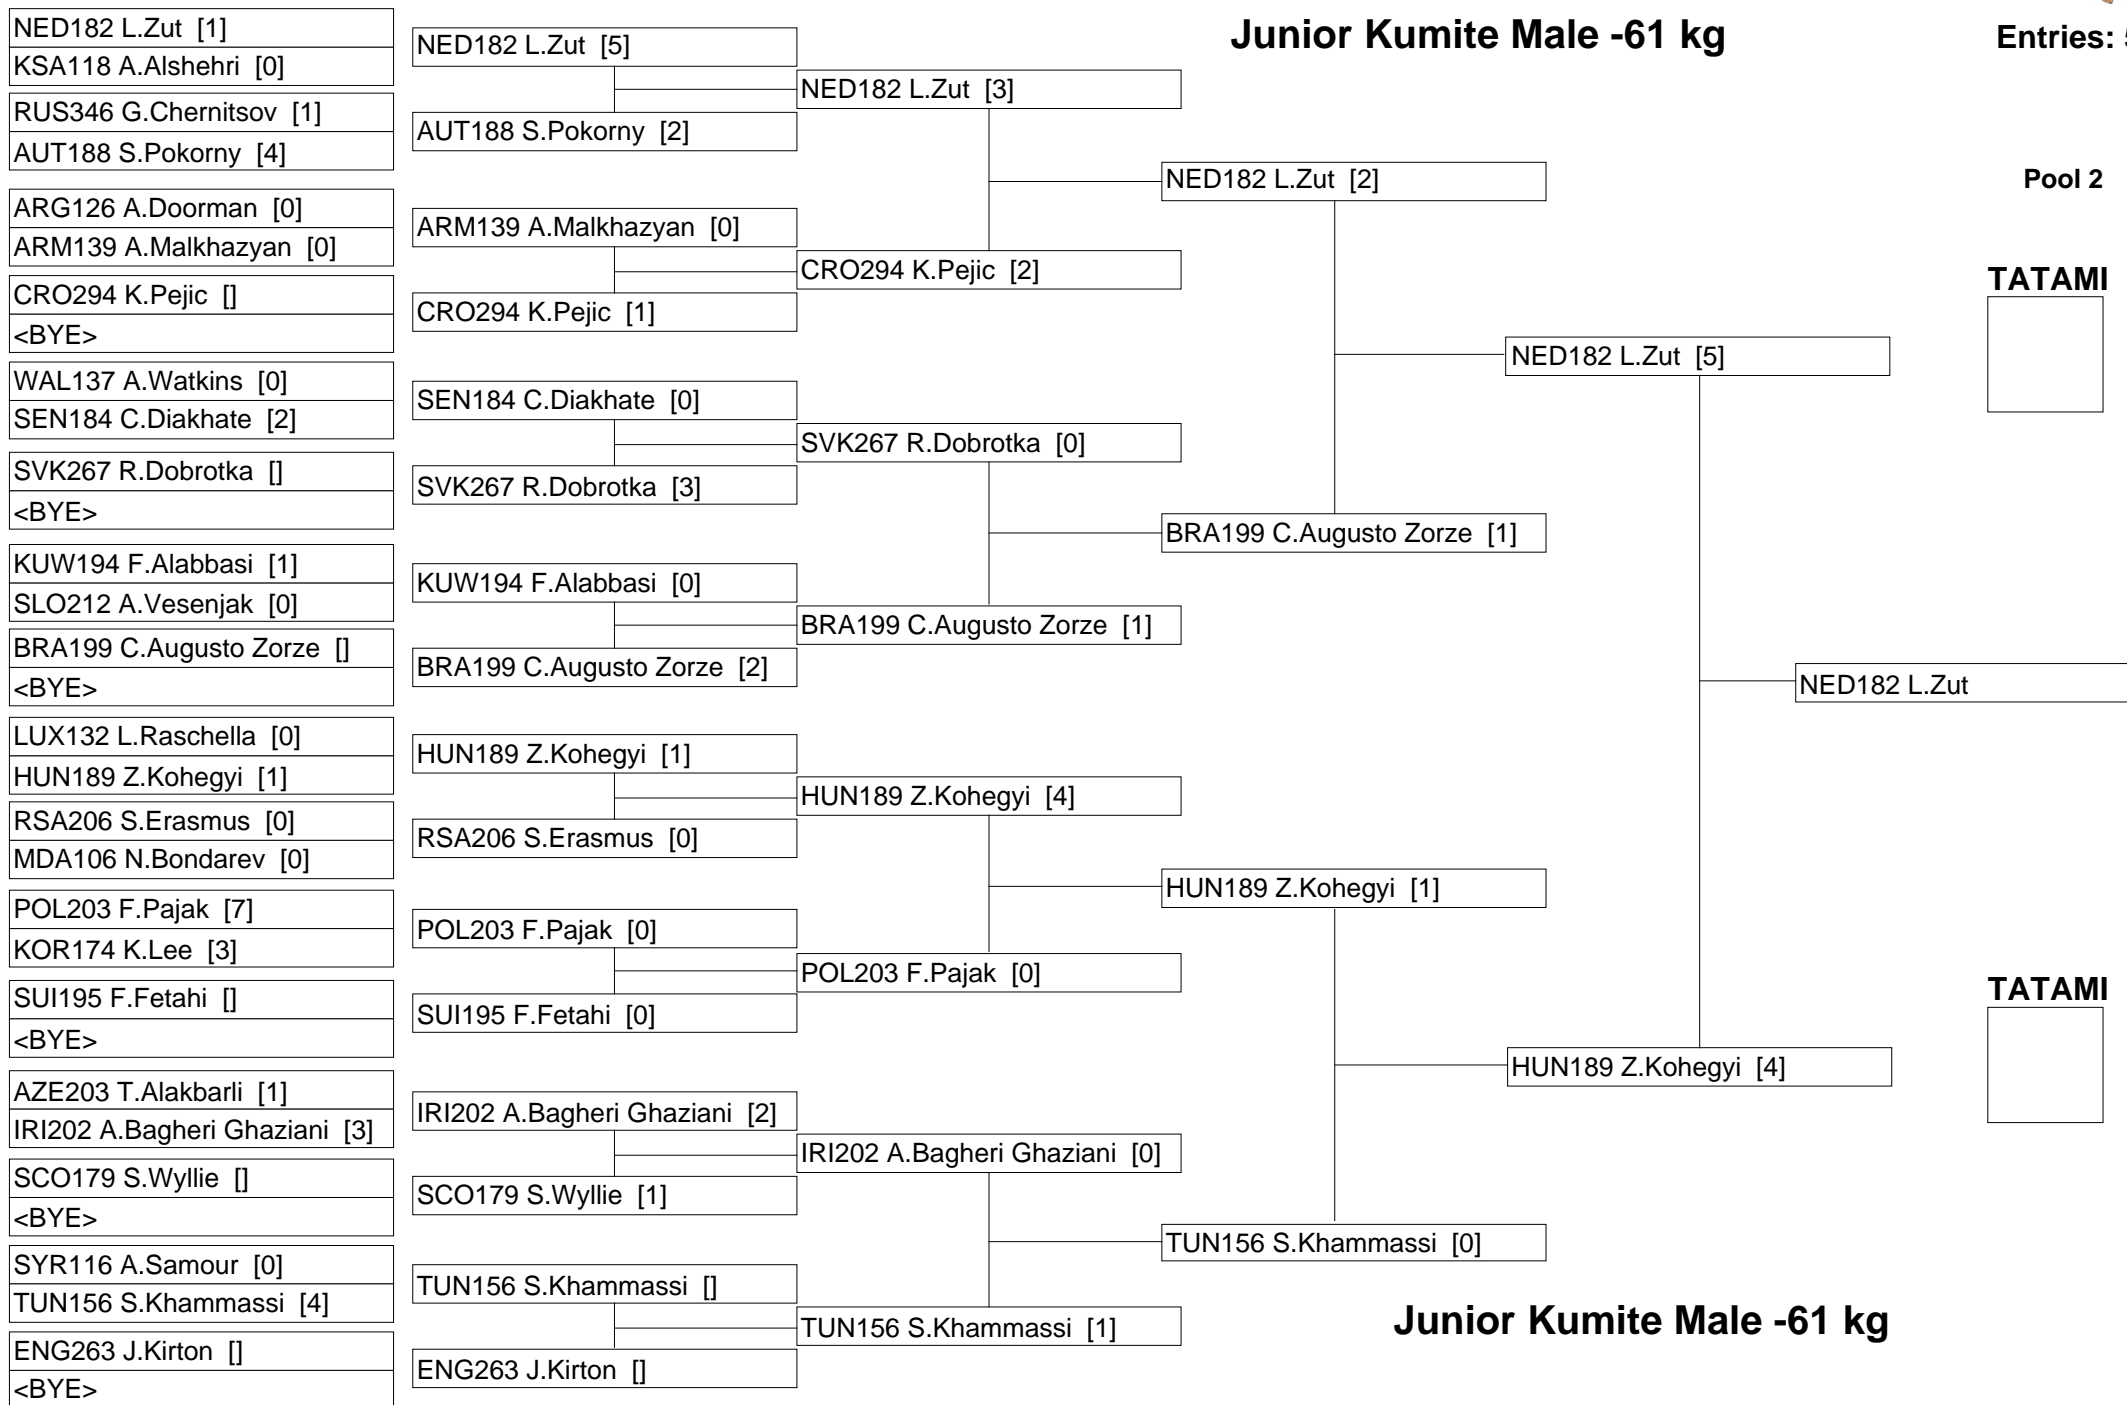 Junior Kumite Male -61 kg
Entries: 5
Pool 2
TATAMI
TATAMI
NED182 L.Zut [1]
KSA118 A.Alshehri [0]
RUS346 G.Chernitsov [1]
AUT188 S.Pokorny [4]
ARG126 A.Doorman [0]
ARM139 A.Malkhazyan [0]
CRO294 K.Pejic []
<BYE>
WAL137 A.Watkins [0]
SEN184 C.Diakhate [2]
SVK267 R.Dobrotka []
<BYE>
KUW194 F.Alabbasi [1]
SLO212 A.Vesenjak [0]
BRA199 C.Augusto Zorze []
<BYE>
LUX132 L.Raschella [0]
HUN189 Z.Kohegyi [1]
RSA206 S.Erasmus [0]
MDA106 N.Bondarev [0]
POL203 F.Pajak [7]
KOR174 K.Lee [3]
SUI195 F.Fetahi []
<BYE>
AZE203 T.Alakbarli [1]
IRI202 A.Bagheri Ghaziani [3]
SCO179 S.Wyllie []
<BYE>
SYR116 A.Samour [0]
TUN156 S.Khammassi [4]
ENG263 J.Kirton []
<BYE>
NED182 L.Zut [5]
AUT188 S.Pokorny [2]
ARM139 A.Malkhazyan [0]
CRO294 K.Pejic [1]
SEN184 C.Diakhate [0]
SVK267 R.Dobrotka [3]
KUW194 F.Alabbasi [0]
BRA199 C.Augusto Zorze [2]
HUN189 Z.Kohegyi [1]
RSA206 S.Erasmus [0]
POL203 F.Pajak [0]
SUI195 F.Fetahi [0]
IRI202 A.Bagheri Ghaziani [2]
SCO179 S.Wyllie [1]
TUN156 S.Khammassi []
ENG263 J.Kirton []
NED182 L.Zut [3]
CRO294 K.Pejic [2]
SVK267 R.Dobrotka [0]
BRA199 C.Augusto Zorze [1]
HUN189 Z.Kohegyi [4]
POL203 F.Pajak [0]
IRI202 A.Bagheri Ghaziani [0]
TUN156 S.Khammassi [1]
NED182 L.Zut [2]
BRA199 C.Augusto Zorze [1]
HUN189 Z.Kohegyi [1]
TUN156 S.Khammassi [0]
NED182 L.Zut [5]
HUN189 Z.Kohegyi [4]
NED182 L.Zut
Junior Kumite Male -61 kg